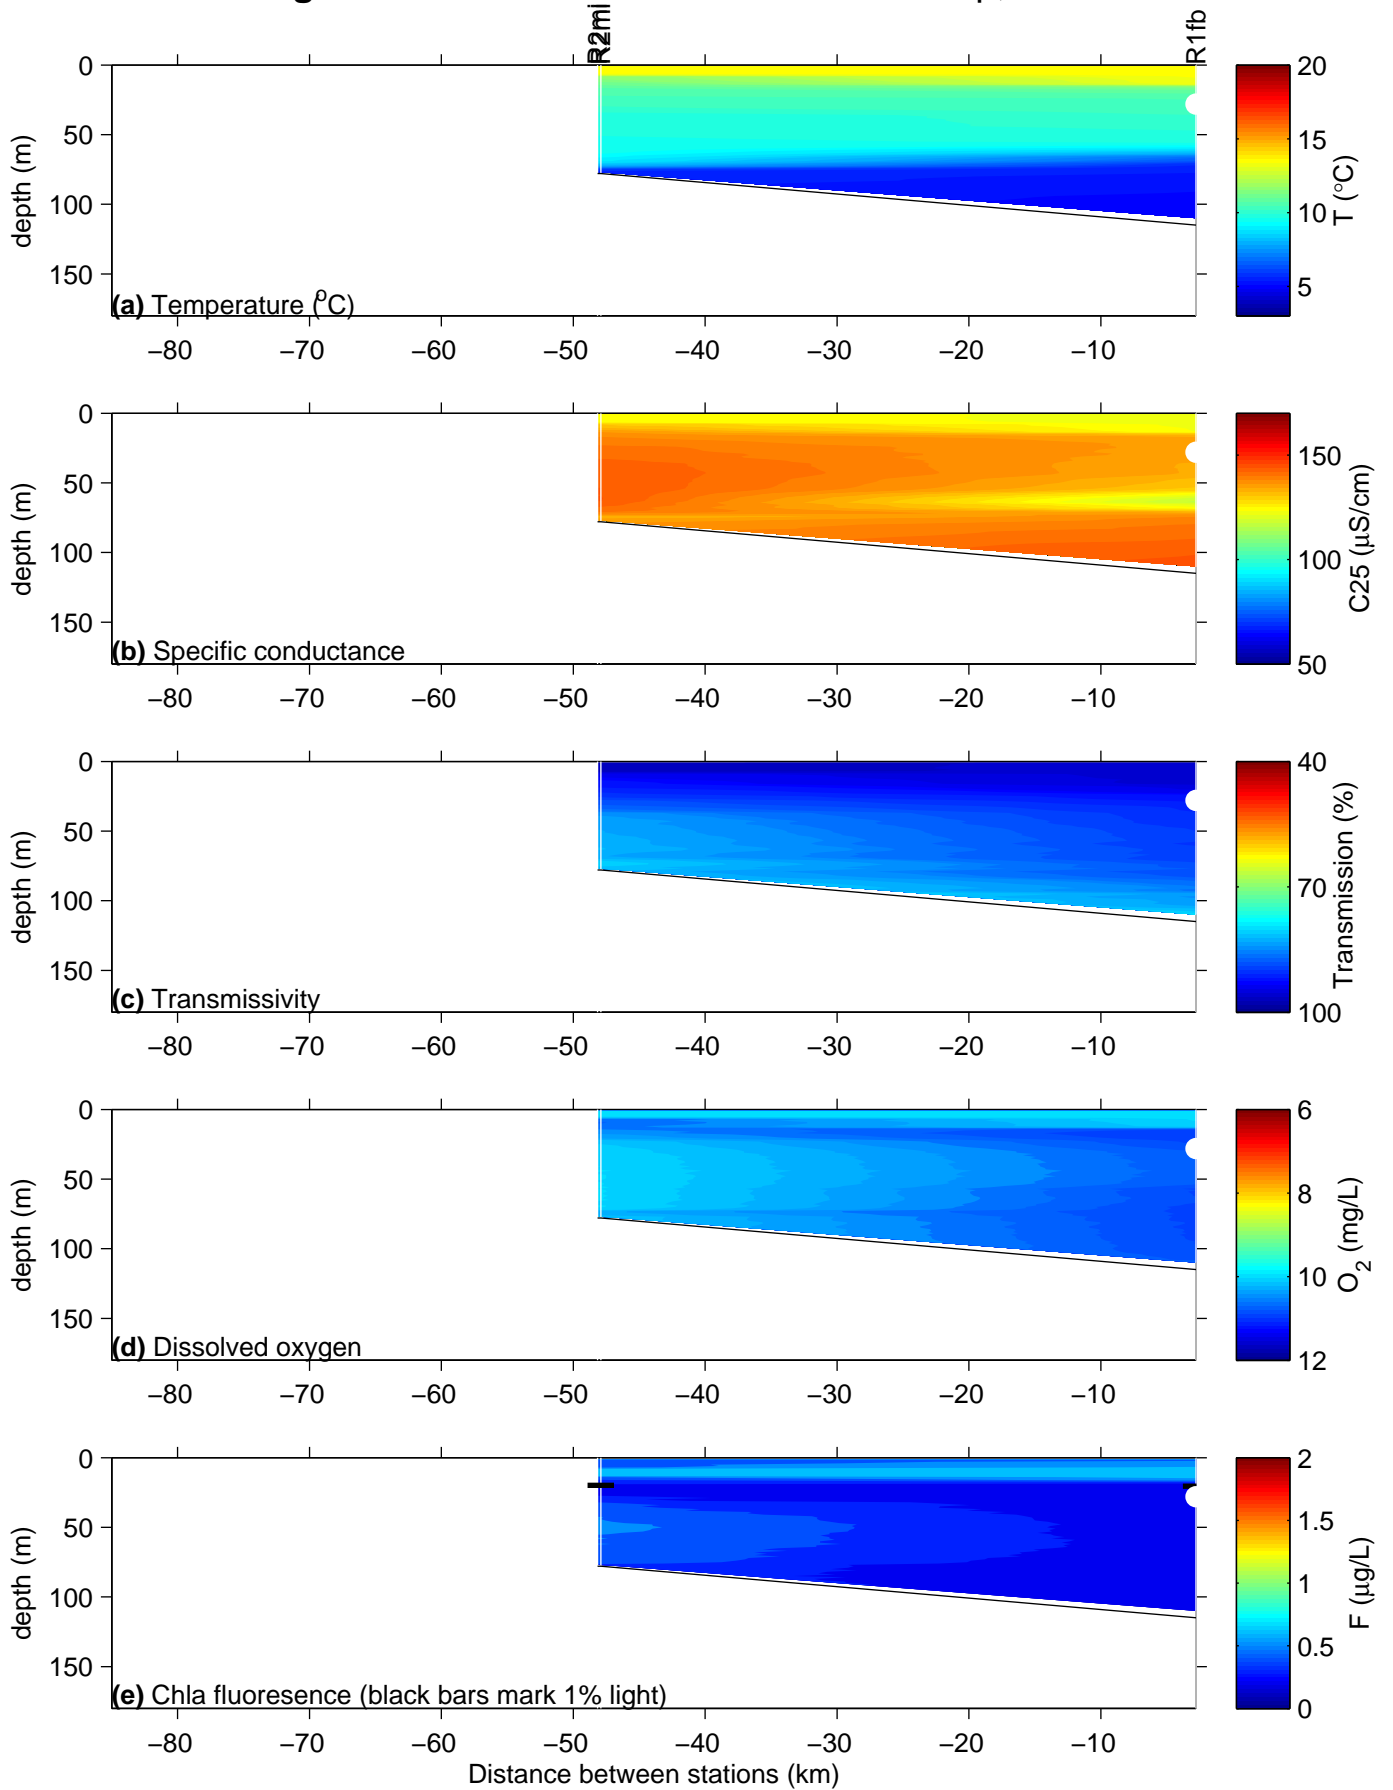 R2mi R1fb
0
50
100
150
depth (m)
(a) Temperature (°C)
−80 −70 −60 −50 −40 −30 −20 −10
20
15
10
5
T (°C)
0
50
100
150
depth (m)
(b) Specific conductance
−80 −70 −60 −50 −40 −30 −20 −10
150
100
50
C25 (µS/cm)
0
50
100
150
depth (m)
(c) Transmissivity
−80 −70 −60 −50 −40 −30 −20 −10
40
70
100
Transmission (%)
0
50
100
150
depth (m)
(d) Dissolved oxygen
−80 −70 −60 −50 −40 −30 −20 −10
6
8
10
12
O2 (mg/L)
0
50
100
150
depth (m)
(e) Chla fluoresence (black bars mark 1% light)
−80 −70 −60 −50 −40 −30 −20 −10
2
1.5
1
0.5
0
F (µg/L)
Distance between stations (km)